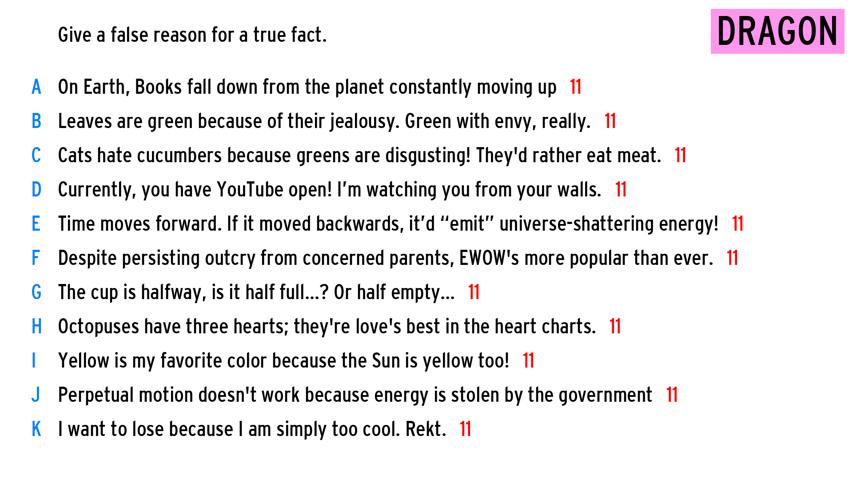 Give a false reason for a true fact.
DRAGON
A On Earth, Books fall down from the planet constantly moving up 11
B Leaves are green because of their jealousy. Green with envy, really. 11
C Cats hate cucumbers because greens are disgusting! They'd rather eat meat. 11
D Currently, you have YouTube open! I’m watching you from your walls. 11
E Time moves forward. If it moved backwards, it’d “emit” universe-shattering energy! 11
F Despite persisting outcry from concerned parents, EWOW's more popular than ever. 11
G The cup is halfway, is it half full...? Or half empty... 11
H Octopuses have three hearts; they're love's best in the heart charts. 11
I Yellow is my favorite color because the Sun is yellow too! 11
J Perpetual motion doesn't work because energy is stolen by the government 11
K I want to lose because I am simply too cool. Rekt. 11